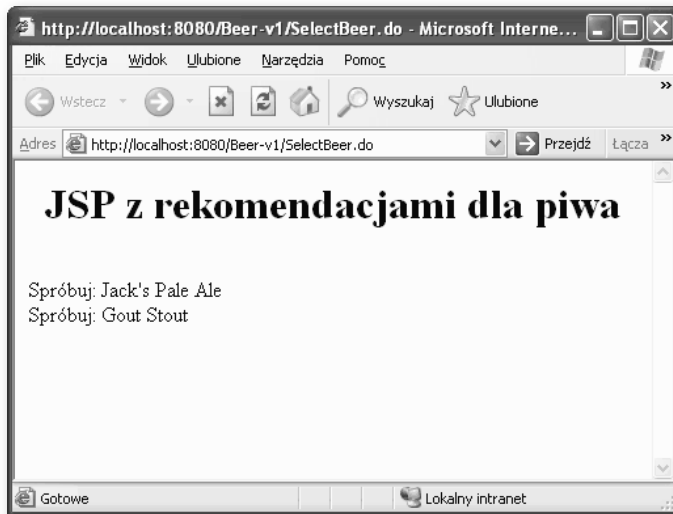 http://localhost:8080/Beer-v1/SelectBeer.do - Microsoft Interne...
Plik Edycja Widok Ulubione Narzędzia Pomoc
Wstecz Wyszukaj Ulubione »
Adres http://localhost:8080/Beer-v1/SelectBeer.do Przejdź Łącza »
JSP z rekomendacjami dla piwa
Spróbuj: Jack's Pale Ale
Spróbuj: Gout Stout
Gotowe Lokalny intranet